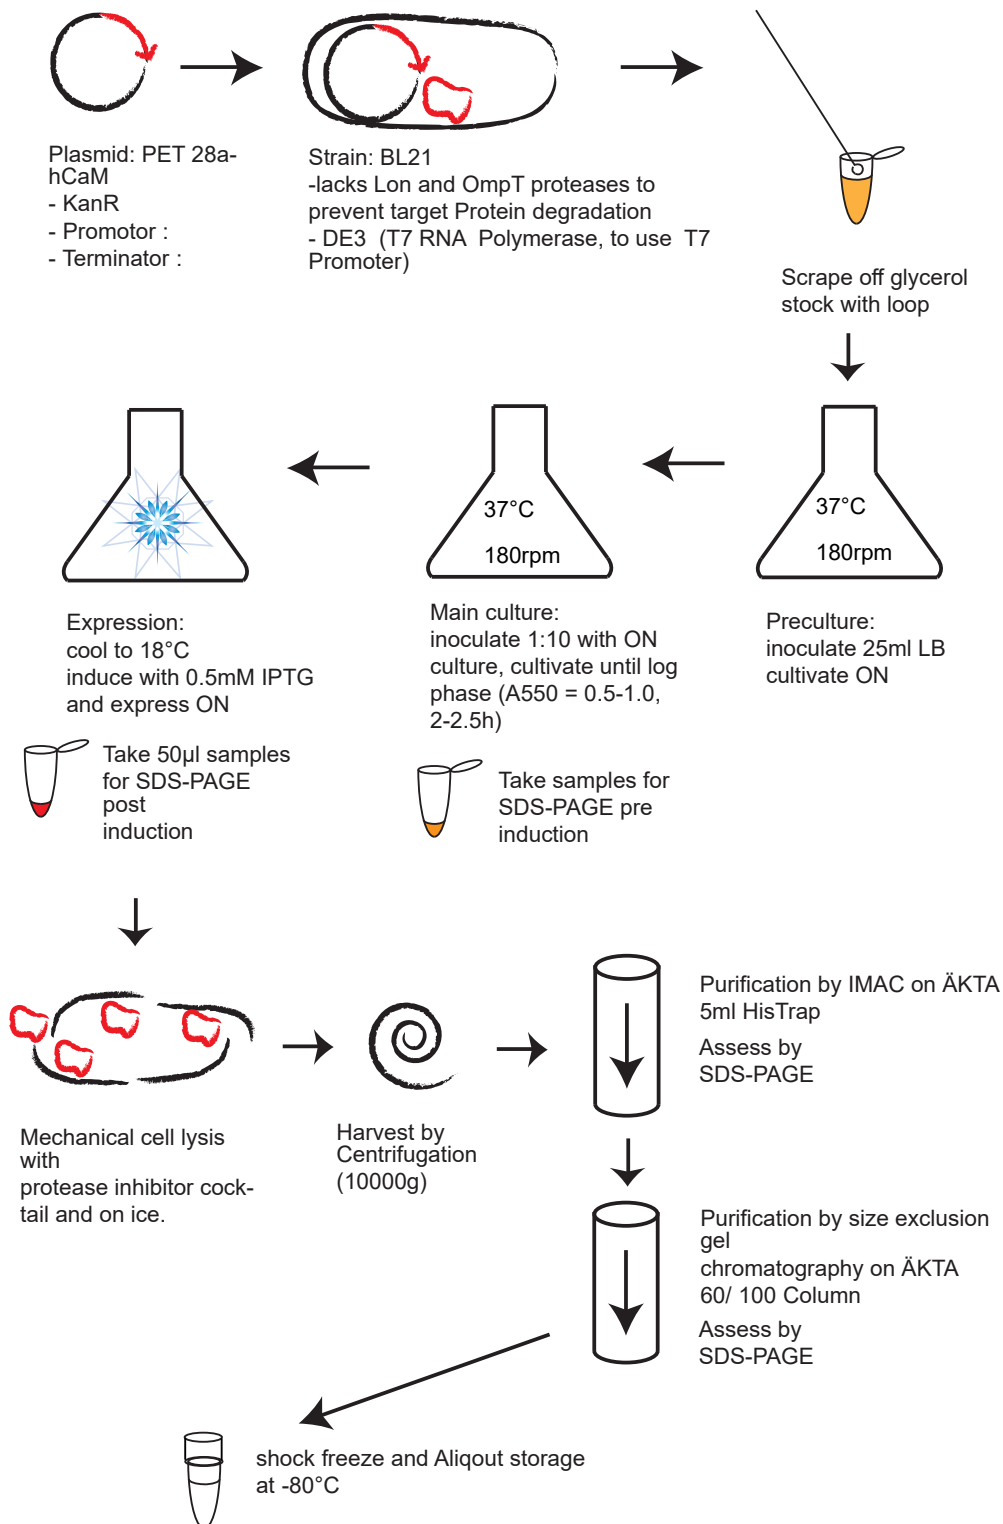 Plasmid: PET 28a-
hCaM
- KanR
- Promotor :
- Terminator :
Strain: BL21
-lacks Lon and OmpT proteases to
prevent target Protein degradation
- DE3  (T7 RNA  Polymerase, to use  T7
Promoter)
Scrape off glycerol
stock with loop
37°C
180rpm
Preculture:
inoculate 25ml LB
cultivate ON
37°C
180rpm
Main culture:
inoculate 1:10 with ON
culture, cultivate until log
phase (A550 = 0.5-1.0,
2-2.5h)
Take samples for
SDS-PAGE pre
induction
Expression:
cool to 18°C
induce with 0.5mM IPTG
and express ON
Take 50µl samples
for SDS-PAGE
post
induction
Mechanical cell lysis
with
protease inhibitor cock-
tail and on ice.
Harvest by
Centrifugation
(10000g)
Purification by IMAC on ÄKTA
5ml HisTrap
Assess by
SDS-PAGE
Purification by size exclusion
gel
chromatography on ÄKTA
60/ 100 Column
Assess by
SDS-PAGE
shock freeze and Aliqout storage
at -80°C